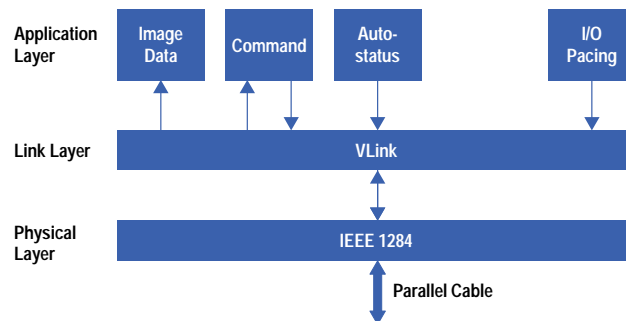 Application
Layer
Image
Data
Command
Auto-
status
I/O
Pacing
Link Layer
VLink
Physical
Layer
IEEE 1284
Parallel Cable